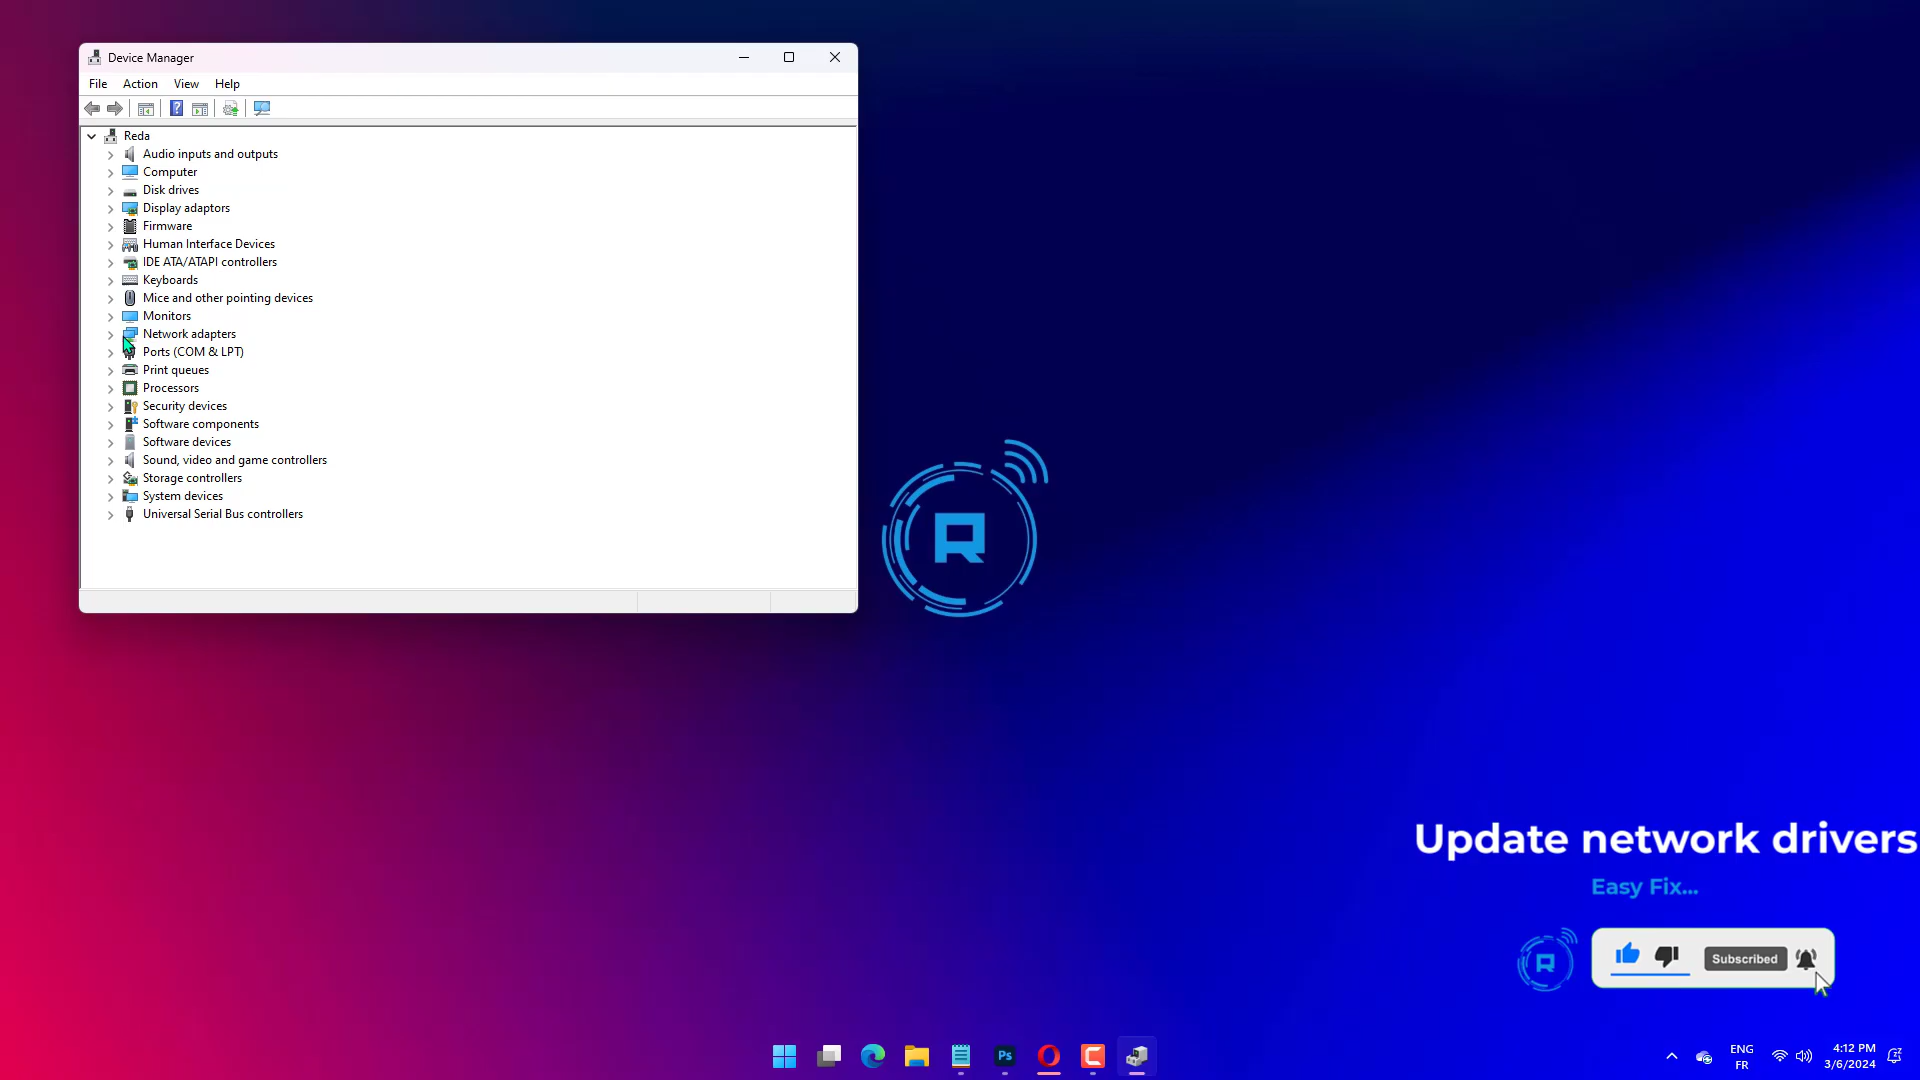 Device Manager
File Action View Help
Reda
Audio inputs and outputs
Computer
Disk drives
Display adaptors
Firmware
Human Interface Devices
IDE ATA/ATAPI controllers
Keyboards
Mice and other pointing devices
Monitors
Network adapters
Ports (COM & LPT)
Print queues
Processors
Security devices
Software components
Software devices
Sound, video and game controllers
Storage controllers
System devices
Universal Serial Bus controllers
R
Update network drivers
Easy Fix...
R
Subscribed
Ps
ENG
FR
4:12 PM
3/6/2024